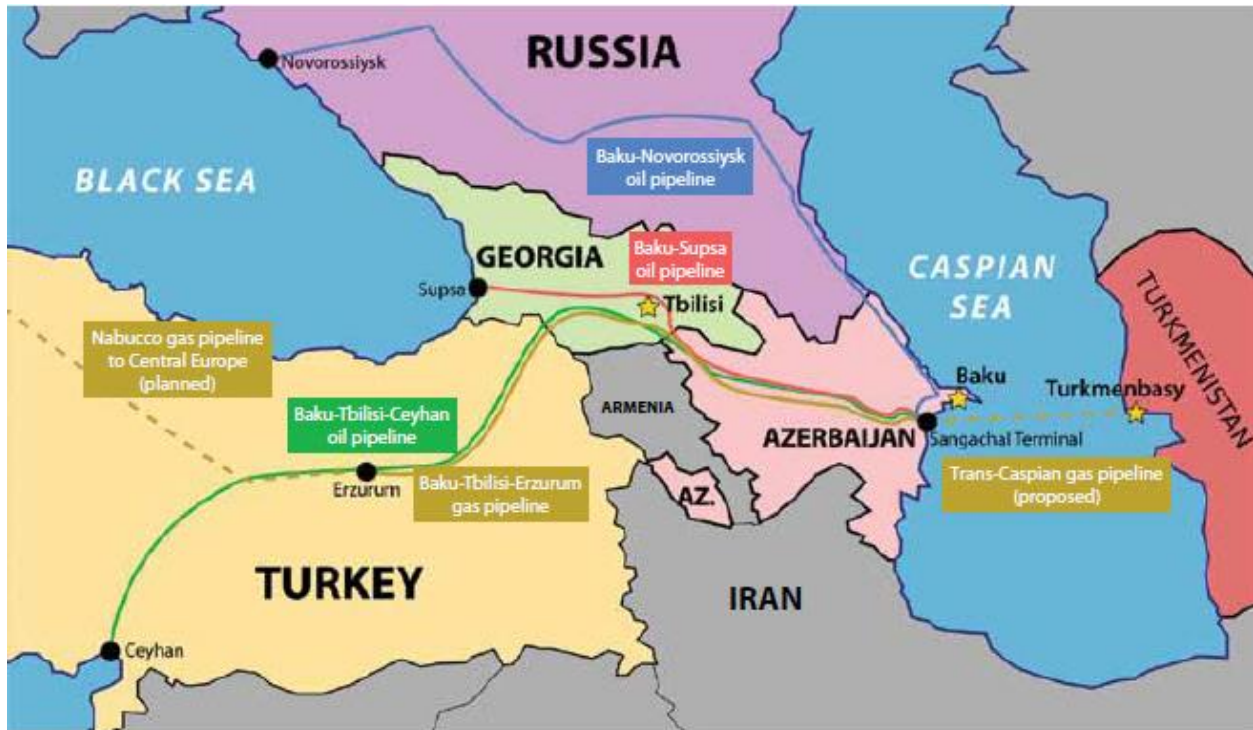 RUSSIA
Novorossiysk
BLACK SEA
Baku-Novorossiysk
oil pipeline
GEORGIA
Baku-Supsa
oil pipeline
CASPIAN
SEA
Supsa
Tbilisi
TURKMENISTAN
Nabucco gas pipeline
to Central Europe
(planned)
Baku
Turkmenbasy
ARMENIA
Baku-Tbilisi-Ceyhan
oil pipeline
AZERBAIJAN
Sangachal Terminal
Erzurum
Baku-Tbilisi-Erzurum
gas pipeline
AZ.
Trans-Caspian gas pipeline
(proposed)
TURKEY
IRAN
Ceyhan